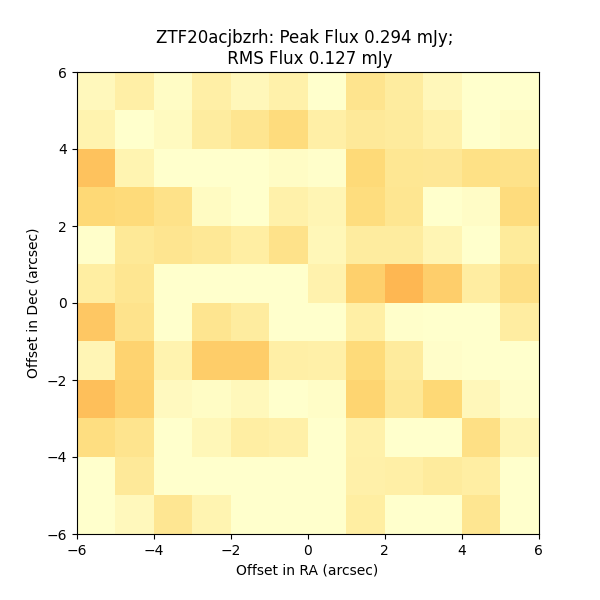 ZTF20acjbzrh: Peak Flux 0.294 mJy;
RMS Flux 0.127 mJy
6
4
2
0
−2
−4
−6
Offset in Dec (arcsec)
−6 −4 −2 0 2 4 6
Offset in RA (arcsec)